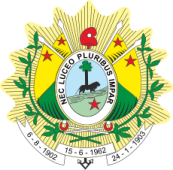 NEC LUCEO PLURIBUS IMPAR
6-8-1902
15-6-1962
24-1-1903